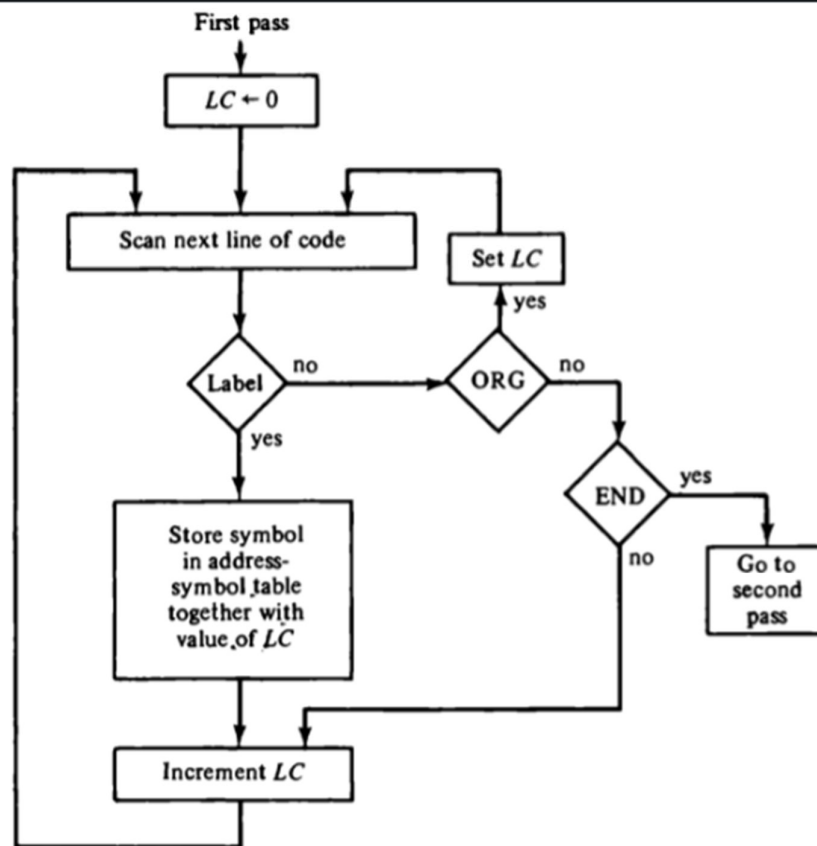 First pass
LC ← 0
Scan next line of code
Set LC
yes
Label
no
ORG
no
yes
END
yes
no
Store symbol
in address-
symbol table
together with
value of LC
Go to
second
pass
Increment LC